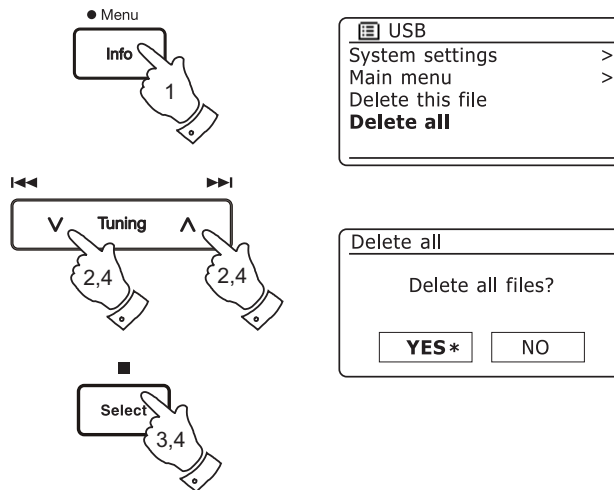 ● Menu
Info
1
Tuning
2,4
2,4
Select
3,4
USB
System settings >
Main menu >
Delete this file
Delete all
Delete all
Delete all files?
YES*
NO